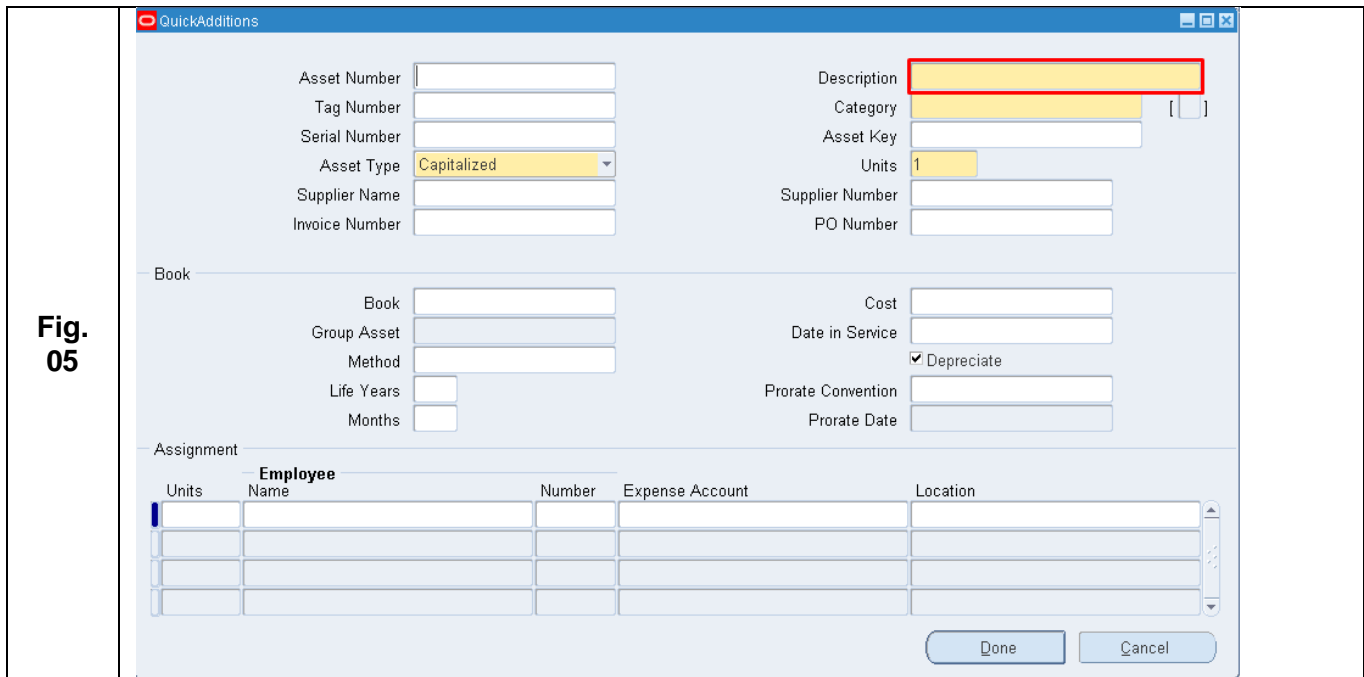 QuickAdditions
Asset Number Description
Tag Number Category [ ]
Serial Number Asset Key
Asset Type Capitalized Units 1
Supplier Name Supplier Number
Invoice Number PO Number
Book
Book Cost
Group Asset Date in Service
Method Depreciate
Life Years Prorate Convention
Months Prorate Date
Assignment
Employee
Units Name Number Expense Account Location
Done Cancel
Fig.
05